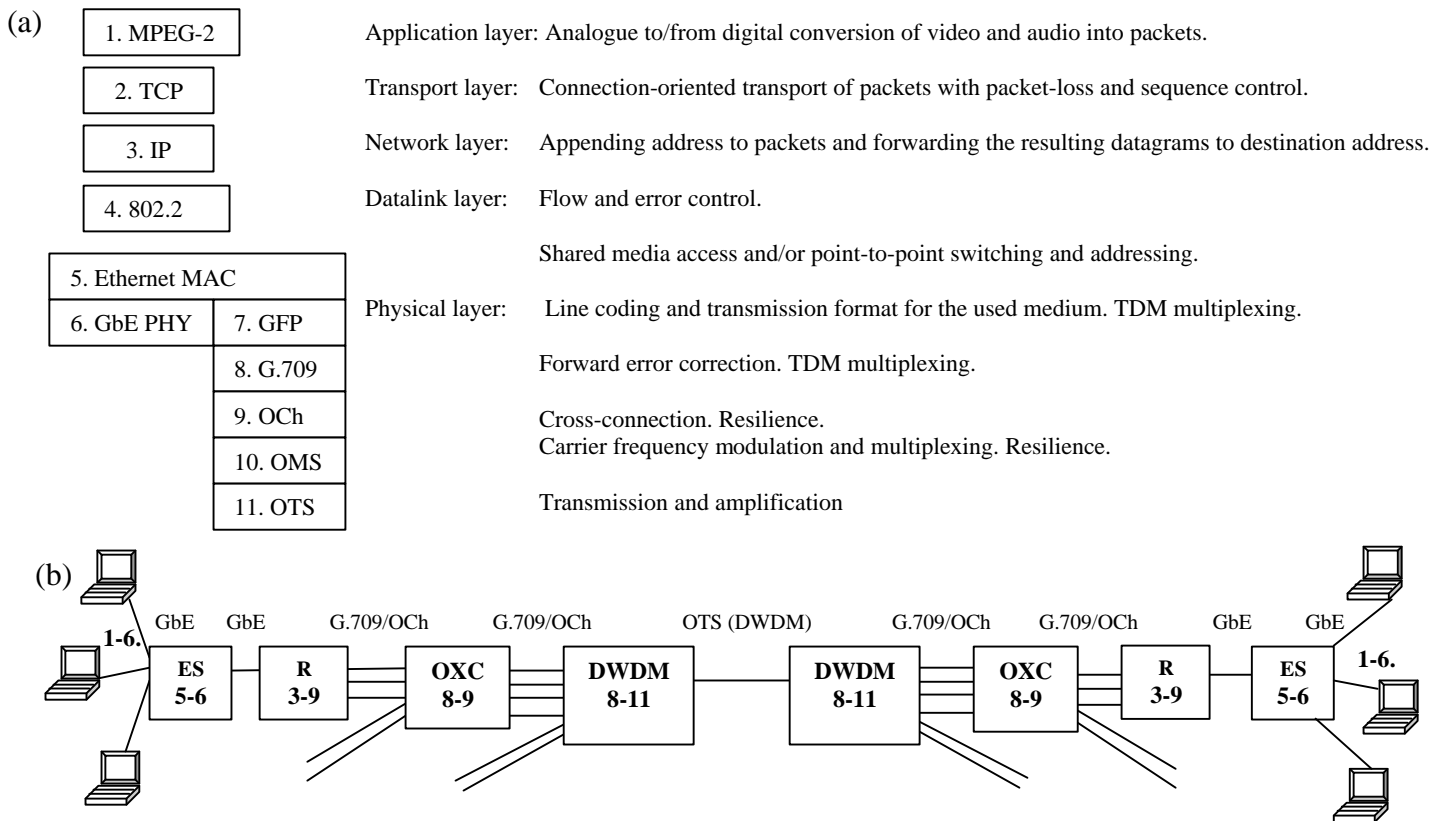 (a)
1. MPEG-2 Application layer: Analogue to/from digital conversion of video and audio into packets.
2. TCP Transport layer: Connection-oriented transport of packets with packet-loss and sequence control.
3. IP Network layer: Appending address to packets and forwarding the resulting datagrams to destination address.
4. 802.2 Datalink layer: Flow and error control.
Shared media access and/or point-to-point switching and addressing.
5. Ethernet MAC
6. GbE PHY 7. GFP Physical layer: Line coding and transmission format for the used medium. TDM multiplexing.
8. G.709 Forward error correction. TDM multiplexing.
9. OCh Cross-connection. Resilience.
Carrier frequency modulation and multiplexing. Resilience.
10. OMS
11. OTS Transmission and amplification
(b)
GbE GbE G.709/OCh G.709/OCh OTS (DWDM) G.709/OCh G.709/OCh GbE GbE
1-6. 1-6.
ES R OXC DWDM DWDM OXC R ES
5-6 3-9 8-9 8-11 8-11 8-9 3-9 5-6